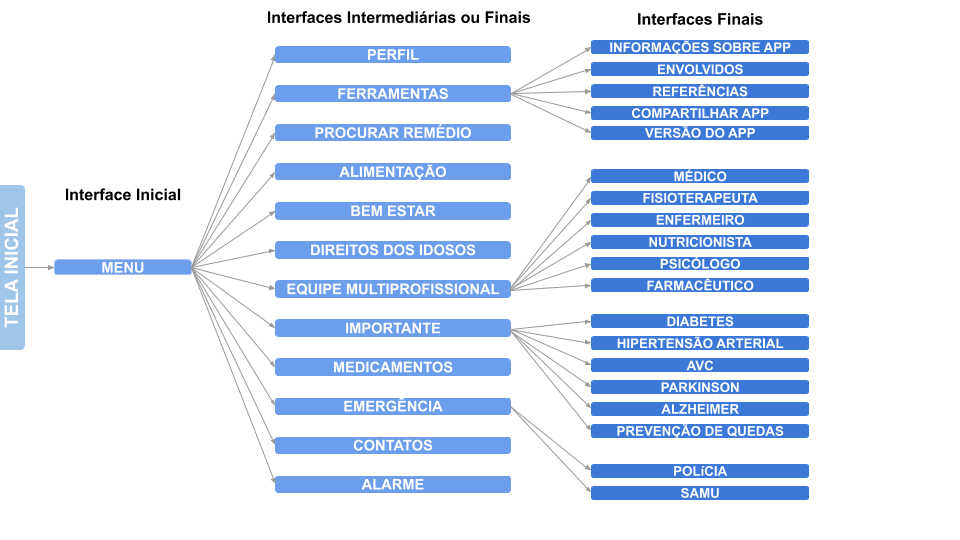 Interfaces Intermediárias ou Finais
Interfaces Finais
Interface Inicial
TELA INICIAL
MENU
PERFIL
FERRAMENTAS
PROCURAR REMÉDIO
ALIMENTAÇÃO
BEM ESTAR
DIREITOS DOS IDOSOS
EQUIPE MULTIPROFISSIONAL
IMPORTANTE
MEDICAMENTOS
EMERGÊNCIA
CONTATOS
ALARME
INFORMAÇÕES SOBRE APP
ENVOLVIDOS
REFERÊNCIAS
COMPARTILHAR APP
VERSÃO DO APP
MÉDICO
FISIOTERAPEUTA
ENFERMEIRO
NUTRICIONISTA
PSICÓLOGO
FARMACÊUTICO
DIABETES
HIPERTENSÃO ARTERIAL
AVC
PARKINSON
ALZHEIMER
PREVENÇÃO DE QUEDAS
POLíCIA
SAMU